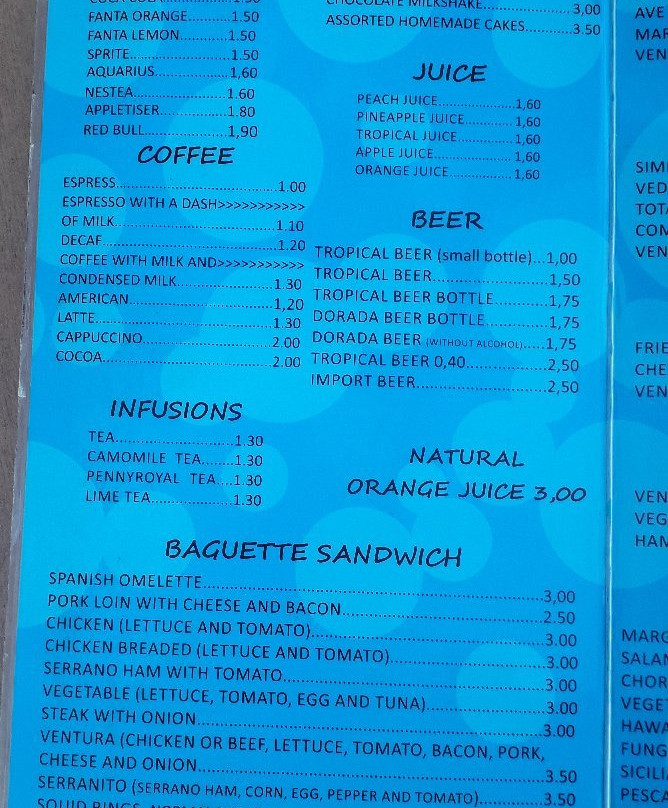 FANTA ORANGE..............1.50
FANTA LEMON..............1.50
SPRITE..............1.50
AQUARIUS..............1,60
NESTEA..............1.60
APPLETISER..............1.80
RED BULL..............1,90
COFFEE
ESPRESS..............1.00
ESPRESSO WITH A DASH>>>>>>>>>>>
OF MILK..............1.10
DECAF..............1.20
COFFEE WITH MILK AND>>>>>>>>>>>
CONDENSED MILK..............1.30
AMERICAN..............1,20
LATTE..............1.30
CAPPUCCINO..............2.00
COCOA..............2.00
INFUSIONS
TEA..............1.30
CAMOMILE TEA........1.30
PENNYROYAL TEA....1.30
LIME TEA..............1.30
CHOCOLATE MILKSHAKE..............3,00
ASSORTED HOMEMADE CAKES..............3.50
JUICE
PEACH JUICE..............1,60
PINEAPPLE JUICE..............1,60
TROPICAL JUICE..............1,60
APPLE JUICE..............1,60
ORANGE JUICE..............1,60
BEER
TROPICAL BEER (small bottle)...1,00
TROPICAL BEER..............1,50
TROPICAL BEER BOTTLE..............1,75
DORADA BEER BOTTLE..............1,75
DORADA BEER (WITHOUT ALCOHOL).....1,75
TROPICAL BEER 0,40..............2,50
IMPORT BEER..............2,50
NATURAL
ORANGE JUICE 3,00
BAGUETTE SANDWICH
SPANISH OMELETTE..............3,00
PORK LOIN WITH CHEESE AND BACON..............2.50
CHICKEN (LETTUCE AND TOMATO)..............3.00
CHICKEN BREADED (LETTUCE AND TOMATO)..............3.00
SERRANO HAM WITH TOMATO..............3.00
VEGETABLE (LETTUCE, TOMATO, EGG AND TUNA)..............3.00
STEAK WITH ONION..............3.00
VENTURA (CHICKEN OR BEEF, LETTUCE, TOMATO, BACON, PORK,
CHEESE AND ONION..............3.50
SERRANITO (SERRANO HAM, CORN, EGG, PEPPER AND TOMATO)..............3.50